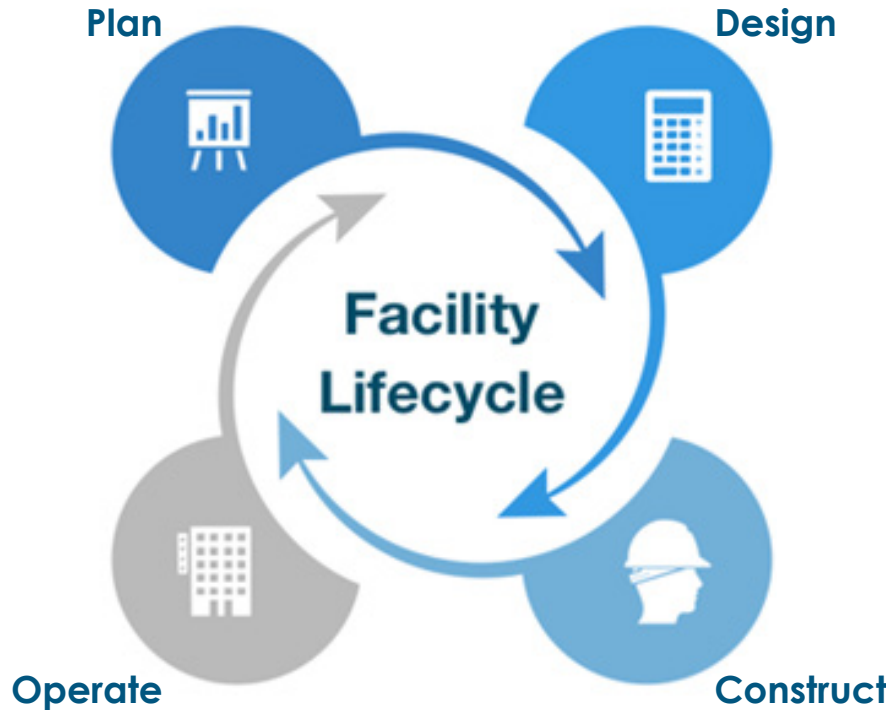 Plan
Design
Facility
Lifecycle
Operate
Construct